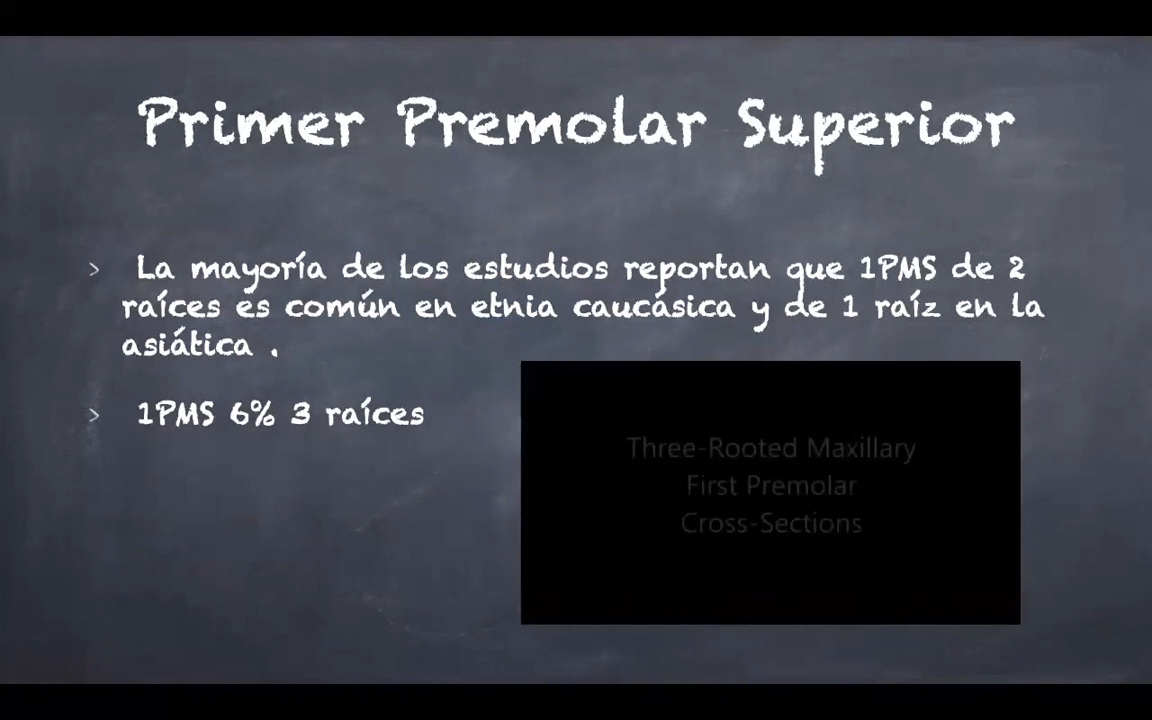 Primer Premolar Superior
> La mayoría de los estudios reportan que 1PMS de 2
raíces es común en etnia caucásica y de 1 raíz en la
asiática .
> 1PMS 6% 3 raíces
Three-Rooted Maxillary
First Premolar
Cross-Sections